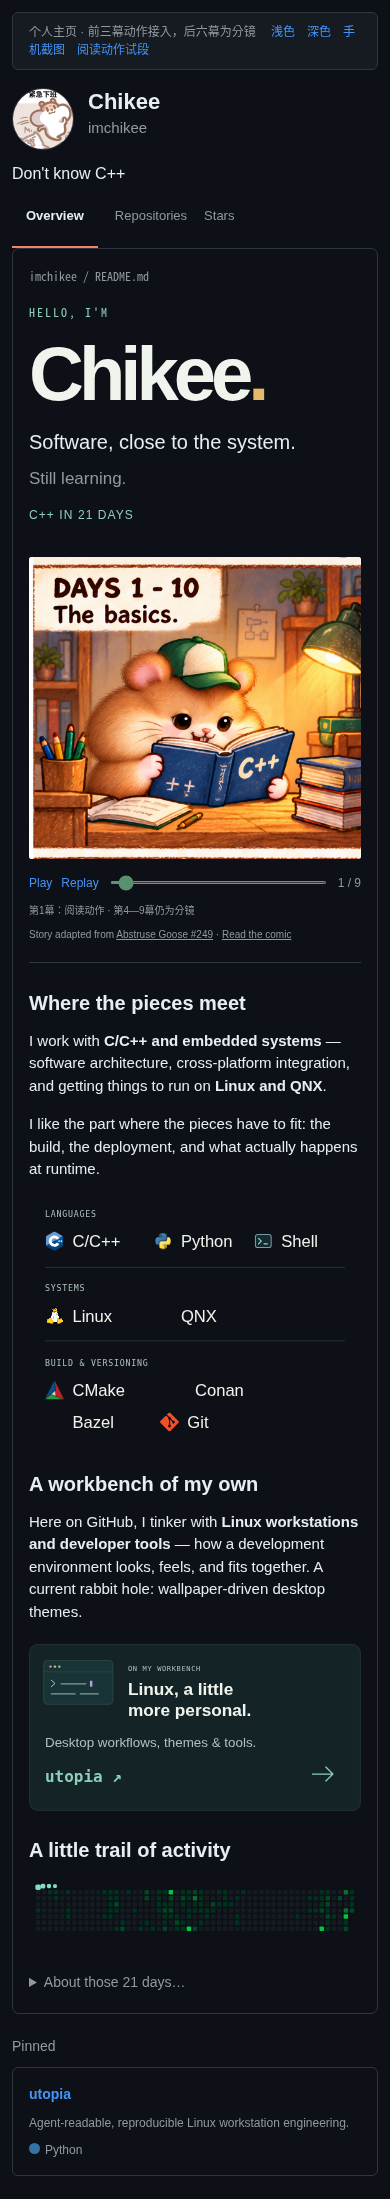 个人主页 · 前三幕动作接入，后六幕为分镜 浅色 深色 手
机截图 阅读动作试段
紧急下班
Chikee
imchikee
Don't know C++
Overview Repositories Stars
imchikee / README.md
HELLO, I'M
Chikee.
Software, close to the system.
Still learning.
C++ IN 21 DAYS
DAYS 1 - 10
The basics.
C++
++
Play Replay 1 / 9
第1幕：阅读动作 · 第4—9幕仍为分镜
Story adapted from Abstruse Goose #249 · Read the comic
Where the pieces meet
I work with C/C++ and embedded systems —
software architecture, cross-platform integration,
and getting things to run on Linux and QNX.
I like the part where the pieces have to fit: the
build, the deployment, and what actually happens
at runtime.
LANGUAGES
C/C++ Python Shell
SYSTEMS
Linux QNX
BUILD & VERSIONING
CMake Conan
Bazel Git
A workbench of my own
Here on GitHub, I tinker with Linux workstations
and developer tools — how a development
environment looks, feels, and fits together. A
current rabbit hole: wallpaper-driven desktop
themes.
ON MY WORKBENCH
Linux, a little
more personal.
Desktop workflows, themes & tools.
utopia ↗
A little trail of activity
About those 21 days…
Pinned
utopia
Agent-readable, reproducible Linux workstation engineering.
Python